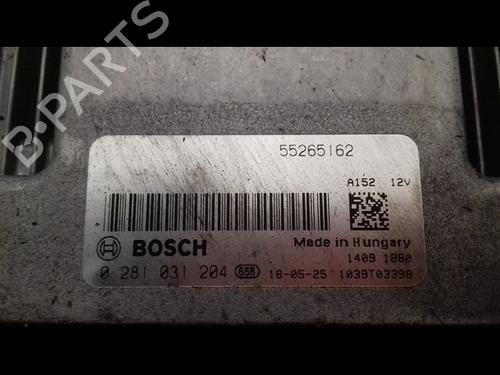 55265162
A152 12V
BOSCH
Made in Hungary
1409 1880
0 281 031 204 658 18-05-25 1039T03398
B-PARTS